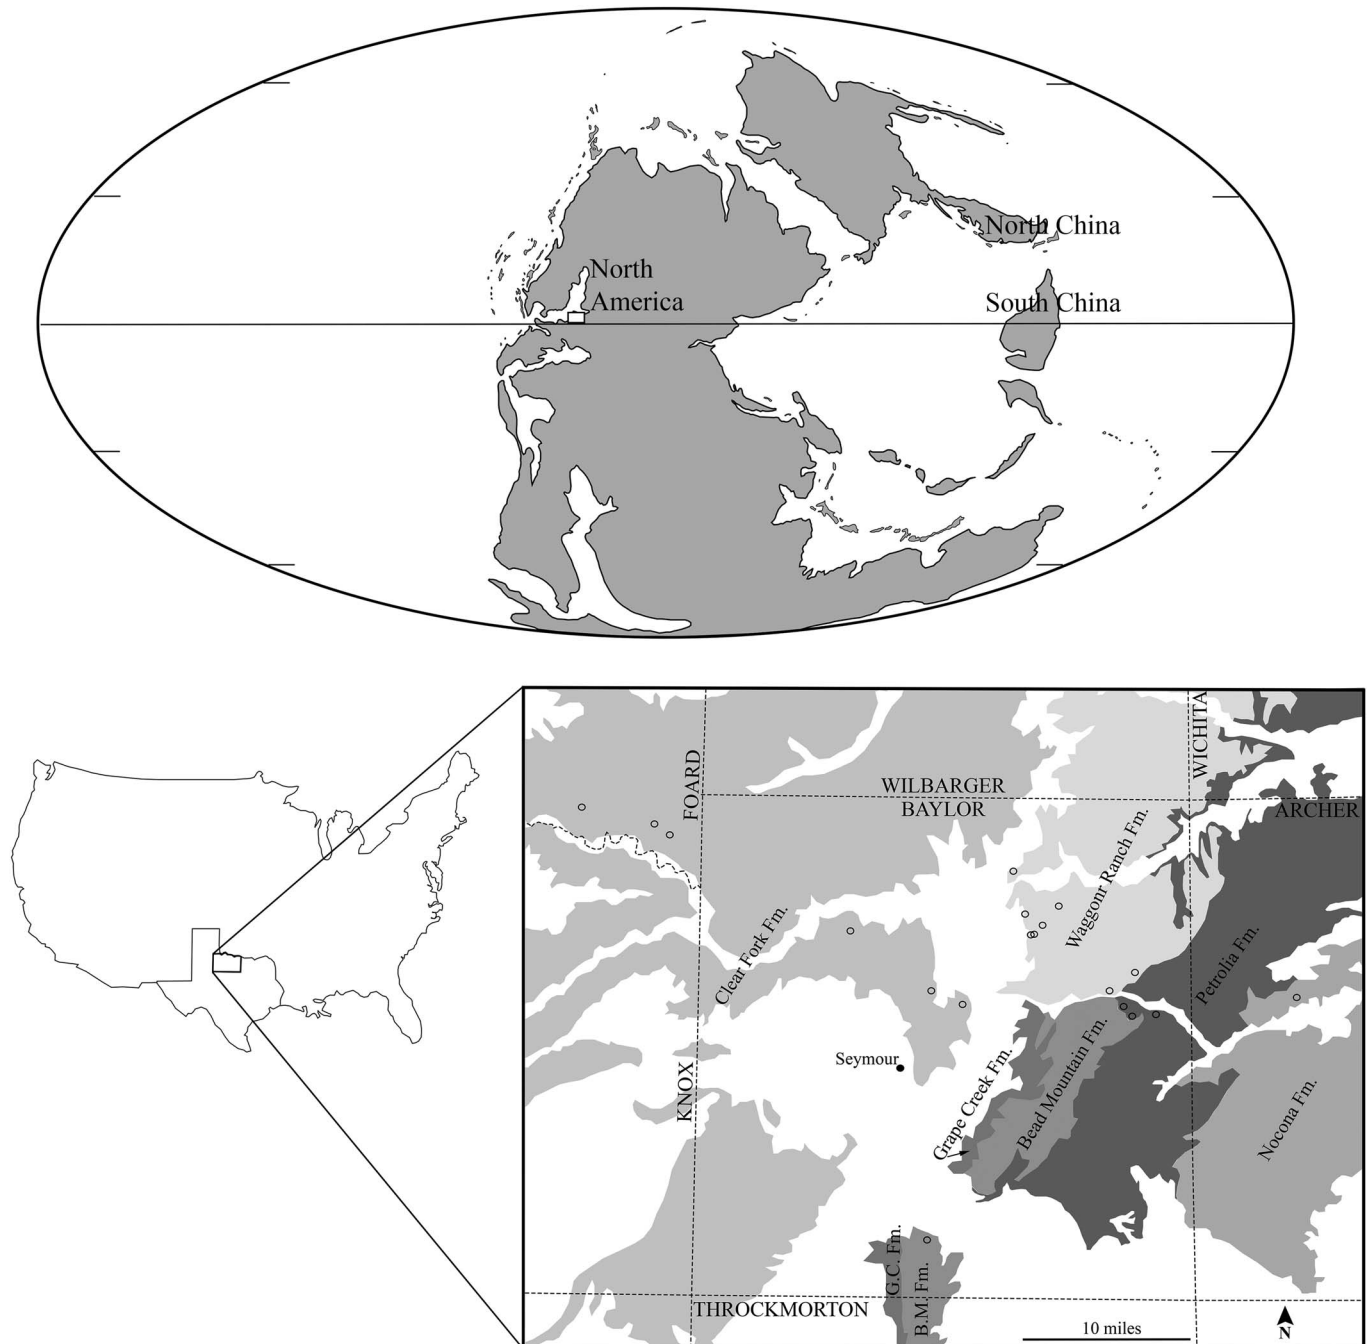 North China
North
America
South China
WICHITA
FOARD
WILBARGER
BAYLOR
ARCHER
Waggonr Ranch Fm.
Clear Fork Fm.
Petrolia Fm.
Seymour
Grape Creek Fm.
Bead Mountain Fm.
KNOX
Nocona Fm.
G.C. Fm.
B.M. Fm.
THROCKMORTON
10 miles
N